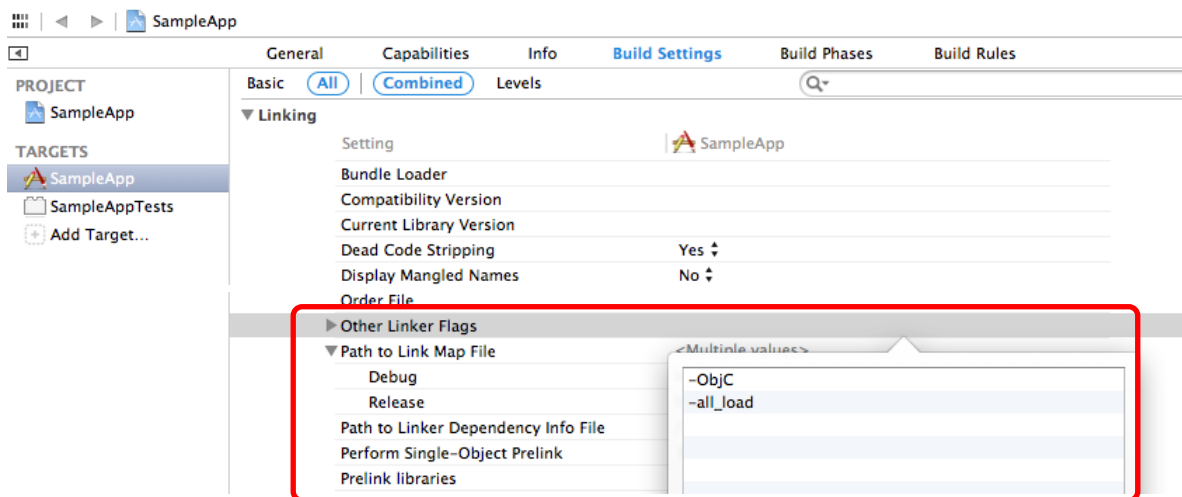 SampleApp
General Capabilities Info Build Settings Build Phases Build Rules
PROJECT
SampleApp
TARGETS
SampleApp
SampleAppTests
Add Target...
Basic All Combined Levels
Linking
Setting SampleApp
Bundle Loader
Compatibility Version
Current Library Version
Dead Code Stripping Yes
Display Mangled Names No
Order File
Other Linker Flags
Path to Link Map File <Multiple values>
Debug
Release
Path to Linker Dependency Info File
Perform Single-Object Prelink
Prelink libraries
-ObjC
-all_load